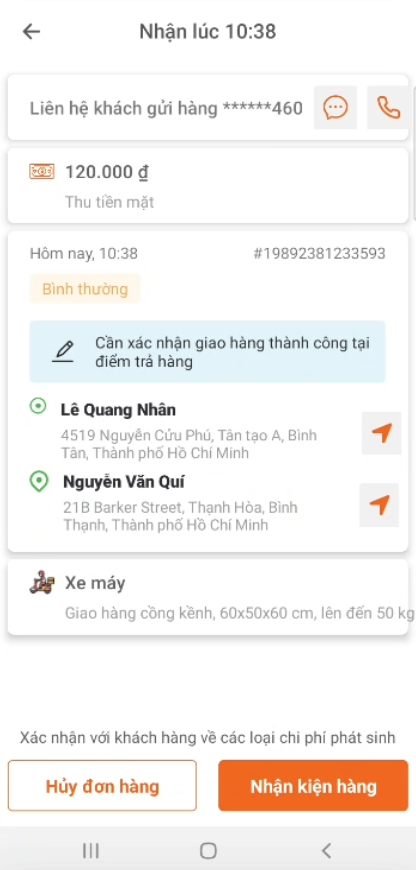 Nhận lúc 10:38
Liên hệ khách gửi hàng ******460
120.000 ₫
Thu tiền mặt
Hôm nay, 10:38 #19892381233593
Bình thường
Cần xác nhận giao hàng thành công tại
điểm trả hàng
Lê Quang Nhân
4519 Nguyễn Cửu Phú, Tân tạo A, Bình
Tân, Thành phố Hồ Chí Minh
Nguyễn Văn Quí
21B Barker Street, Thạnh Hòa, Bình
Thạnh, Thành phố Hồ Chí Minh
Xe máy
Giao hàng cồng kềnh, 60x50x60 cm, lên đến 50 kg
Xác nhận với khách hàng về các loại chi phí phát sinh
Hủy đơn hàng
Nhận kiện hàng